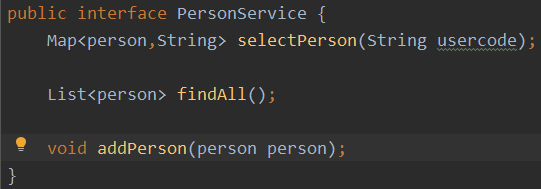 public interface PersonService {
Map<person,String> selectPerson(String usercode);
List<person> findAll();
void addPerson(person person);
}